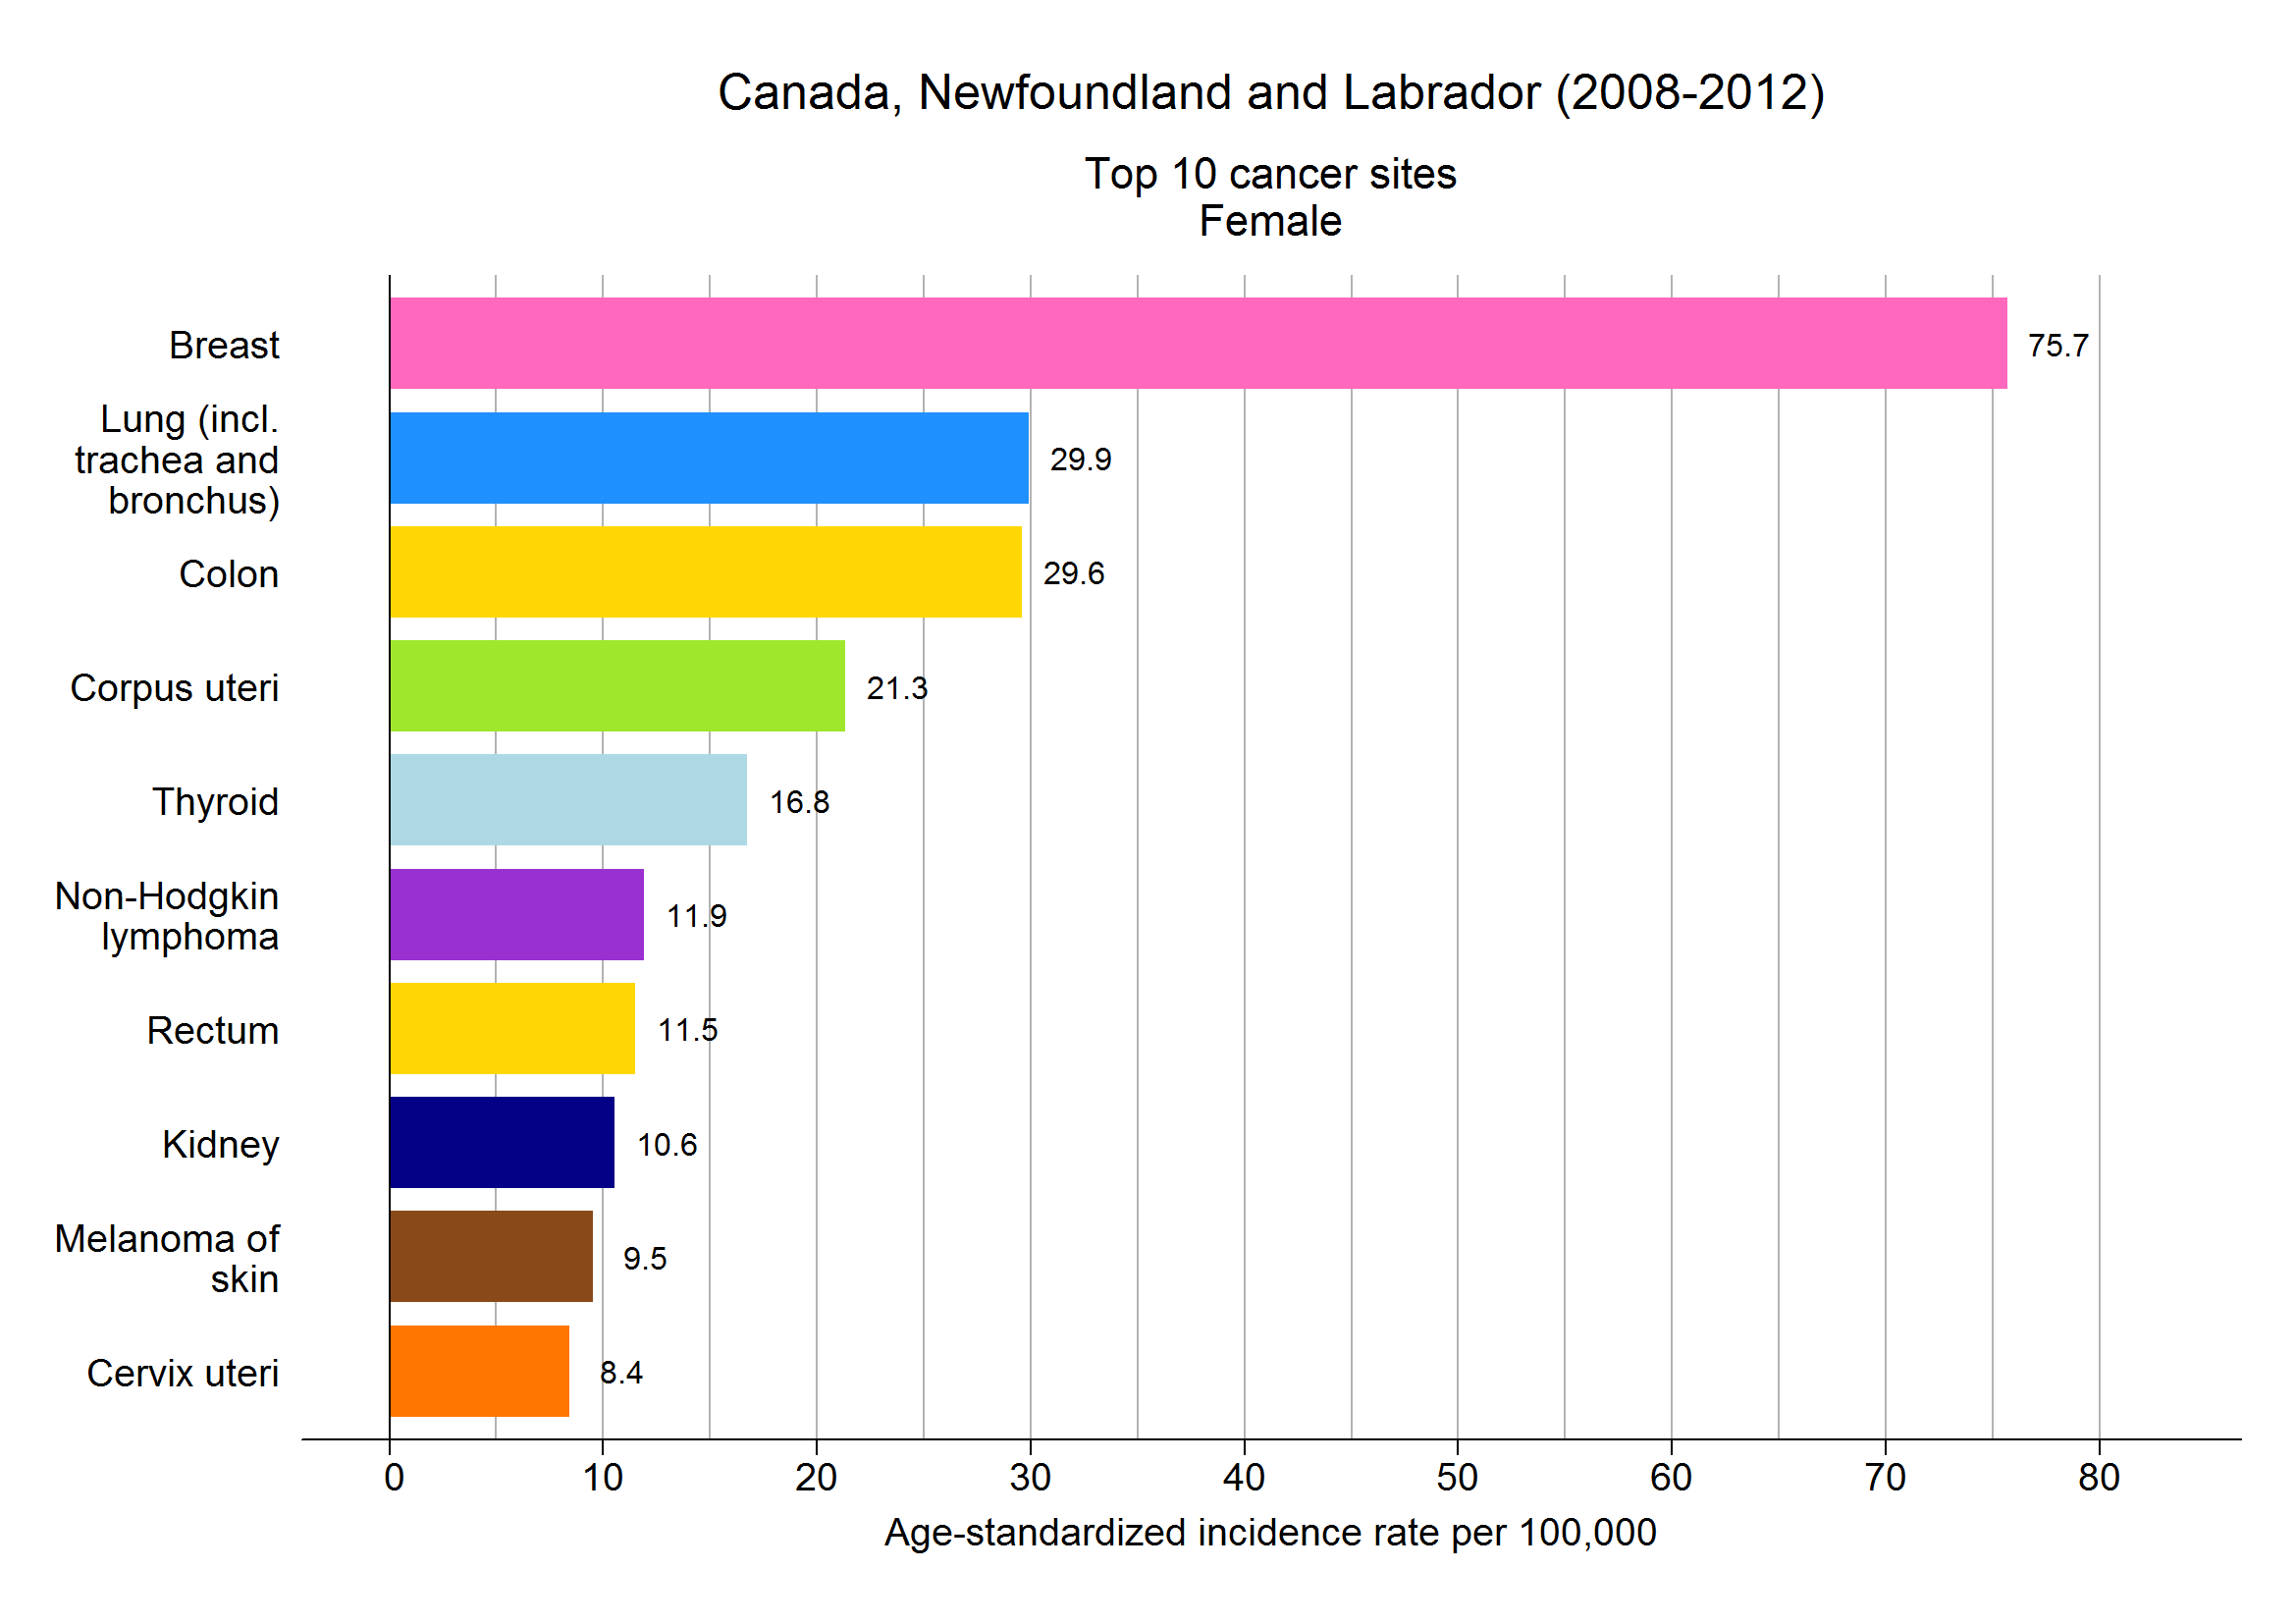 Canada, Newfoundland and Labrador (2008-2012)
Top 10 cancer sites
Female
Breast
75.7
Lung (incl.
trachea and
bronchus)
29.9
Colon
29.6
Corpus uteri
21.3
Thyroid
16.8
Non-Hodgkin
lymphoma
11.9
Rectum
11.5
Kidney
10.6
Melanoma of
skin
9.5
Cervix uteri
8.4
0 10 20 30 40 50 60 70 80
Age-standardized incidence rate per 100,000